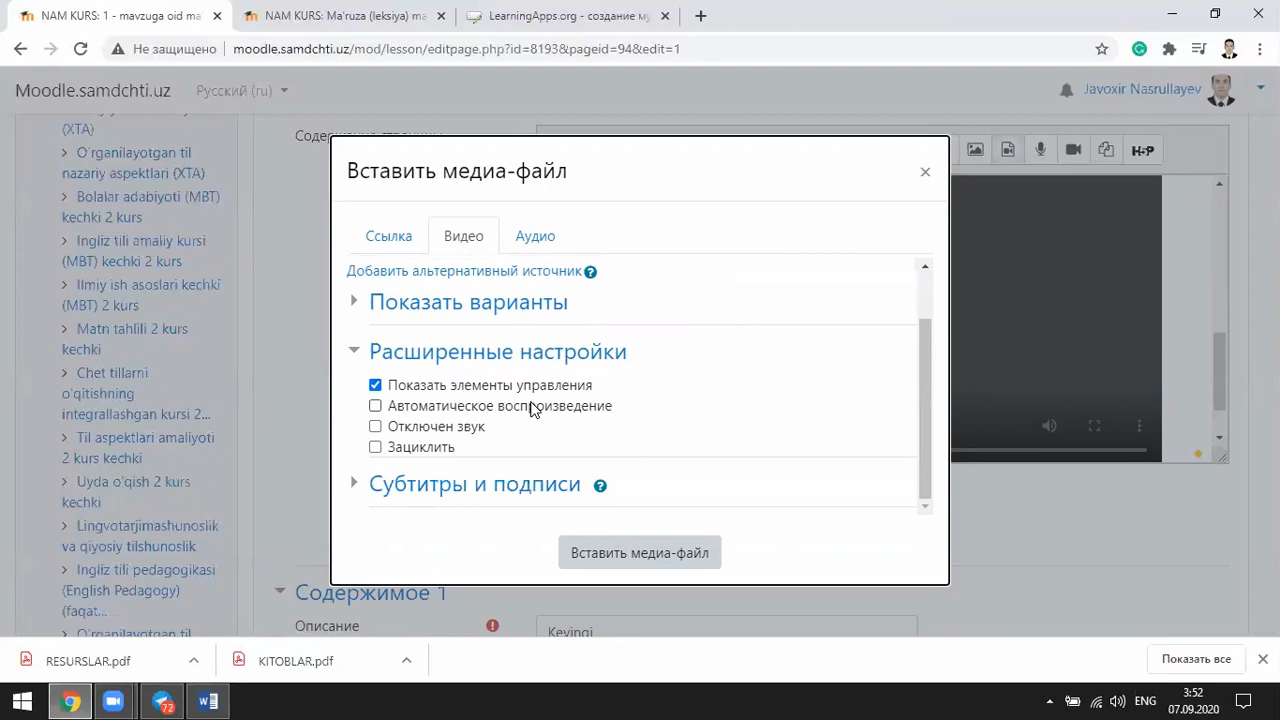 NAM KURS: 1 - mavzuga oid ma
NAM KURS: Ma'ruza (leksiya) ma
LearningApps.org - создание му
Не защищено
moodle.samdchti.uz/mod/lesson/editpage.php?id=8193&pageid=94&edit=1
Moodle.samdchti.uz
Русский (ru)
Javoxir Nasrullayev
(XTA)
O'rganilayotgan til
nazariy aspektlari (XTA)
Bolalar adabiyoti (MBT)
kechki 2 kurs
Ingliz tili amaliy kursi
(MBT) kechki 2 kurs
Ilmiy ish asoslari kechki
(MBT) 2 kurs
Matn tahlili 2 kurs
kechki
Chet tillarni
o'qitishga
integrallashgan kursi 2...
Til aspektlari amaliyoti
2 kurs kechki
Uyda o'qish 2 kurs
kechki
Lingvotarjimashunoslik
va qiyosiy tilshunoslik
Ingliz tili pedagogikasi
(English Pedagogy)
(faqat...
O'rganilayotgan til
Содержание страницы
H-P
Вставить медиа-файл
×
Ссылка
Видео
Аудио
Добавить альтернативный источник
Показать варианты
Расширенные настройки
Показать элементы управления
Автоматическое воспроизведение
Отключен звук
Зациклить
Субтитры и подписи
Вставить медиа-файл
Содержимое 1
Описание
Keyingi
RESURSLAR.pdf
KITOBLAR.pdf
Показать все
72
ENG
3:52
07.09.2020